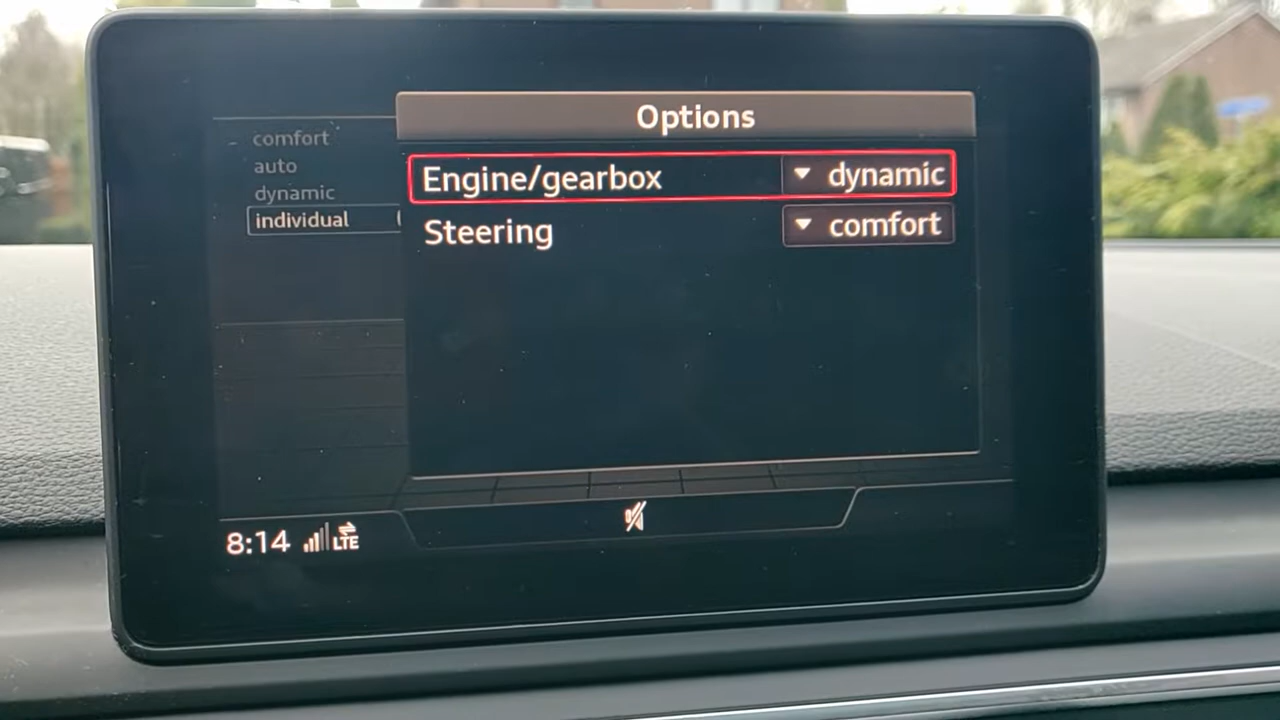 Options
comfort
auto
dynamic
individual
Engine/gearbox dynamic
Steering comfort
8:14 LTE